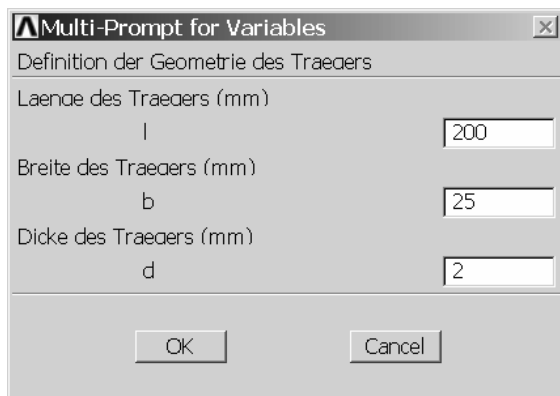 Multi-Prompt for Variables
Definition der Geometrie des Traegers
Laenge des Traegers (mm)
l 200
Breite des Traegers (mm)
b 25
Dicke des Traegers (mm)
d 2
OK Cancel